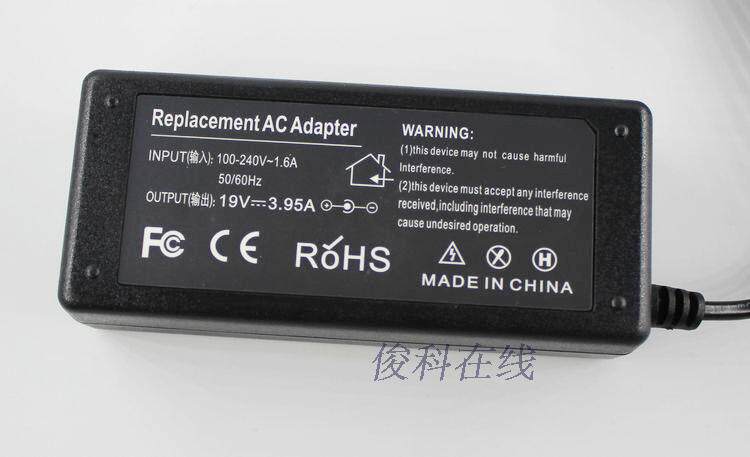 Replacement AC Adapter
INPUT(输入): 100-240V~1.6A
50/60Hz
OUTPUT(输出): 19V⎓3.95A
FC CE RoHS
WARNING:
(1)this device may not cause harmful
Interference.
(2)this device must accept any interference
received,including interference that may
cause undesired operation.
H
MADE IN CHINA
俊科在线